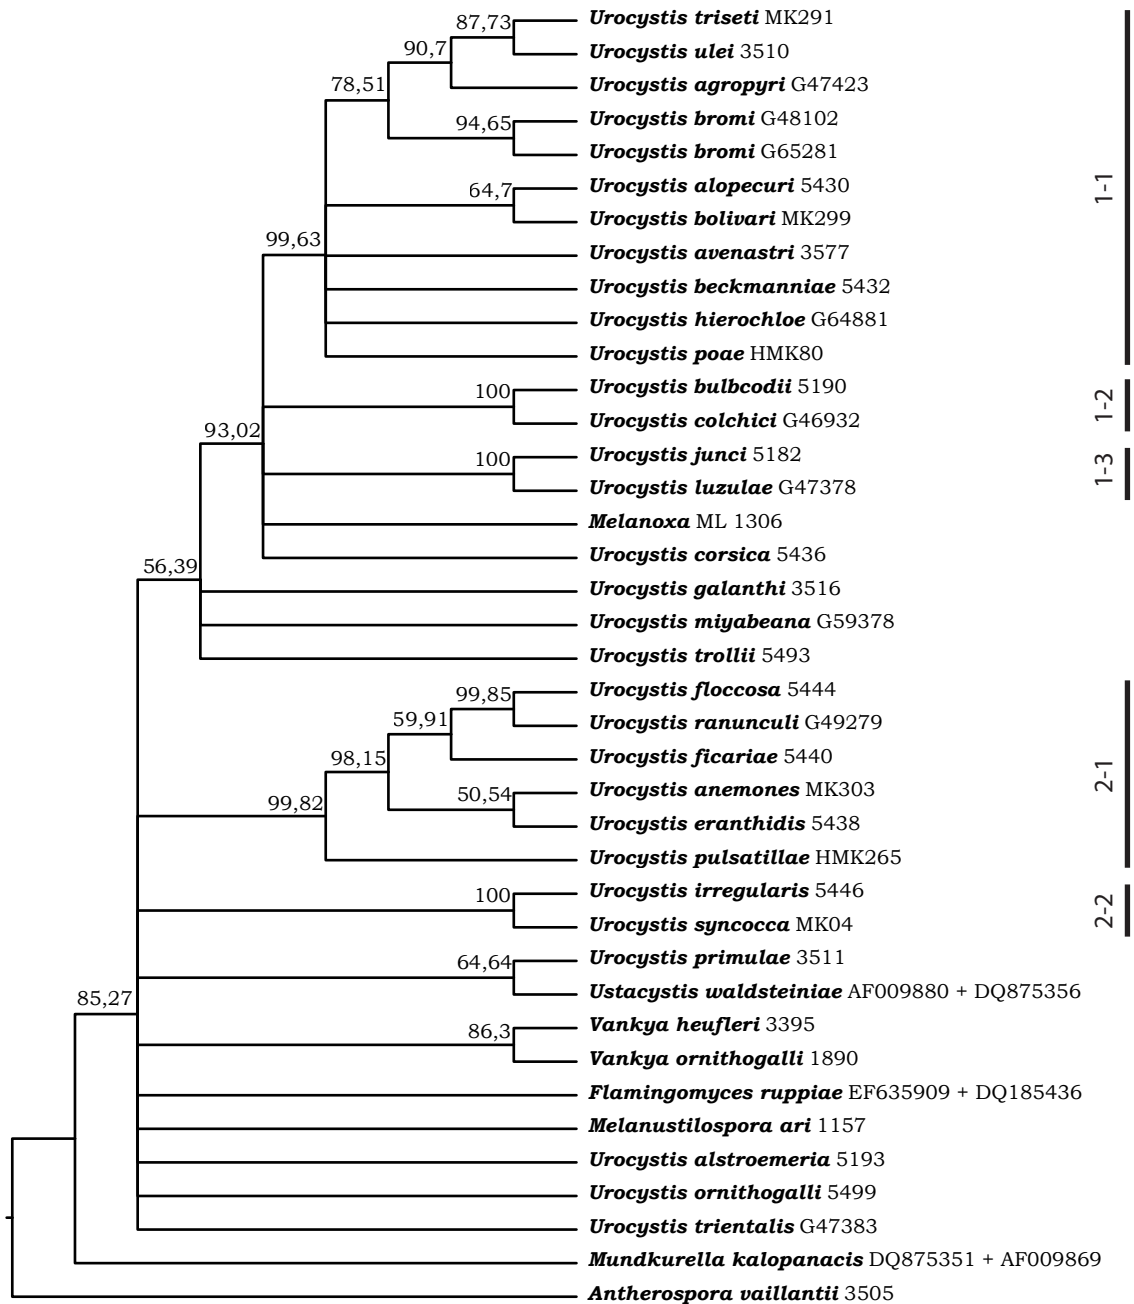 87,73
Urocystis triseti MK291
Urocystis ulei 3510
90,7
Urocystis agropyri G47423
78,51
Urocystis bromi G48102
94,65
Urocystis bromi G65281
Urocystis alopecuri 5430
64,7
1-1
Urocystis bolivari MK299
99,63
Urocystis avenastri 3577
Urocystis beckmanniae 5432
Urocystis hierochloe G64881
Urocystis poae HMK80
Urocystis bulbcodii 5190
100
1-2
Urocystis colchici G46932
93,02
Urocystis junci 5182
100
1-3
Urocystis luzulae G47378
Melanoxa ML 1306
Urocystis corsica 5436
56,39
Urocystis galanthi 3516
Urocystis miyabeana G59378
Urocystis trollii 5493
Urocystis floccosa 5444
99,85
Urocystis ranunculi G49279
59,91
Urocystis ficariae 5440
98,15
2-1
Urocystis anemones MK303
50,54
99,82
Urocystis eranthidis 5438
Urocystis pulsatillae HMK265
Urocystis irregularis 5446
100
2-2
Urocystis syncocca MK04
Urocystis primulae 3511
64,64
Ustacystis waldsteiniae AF009880 + DQ875356
85,27
Vankya heufleri 3395
86,3
Vankya ornithogalli 1890
Flamingomyces ruppiae EF635909 + DQ185436
Melanustilospora ari 1157
Urocystis alstroemeria 5193
Urocystis ornithogalli 5499
Urocystis trientalis G47383
Mundkurella kalopanacis DQ875351 + AF009869
Antherospora vaillantii 3505